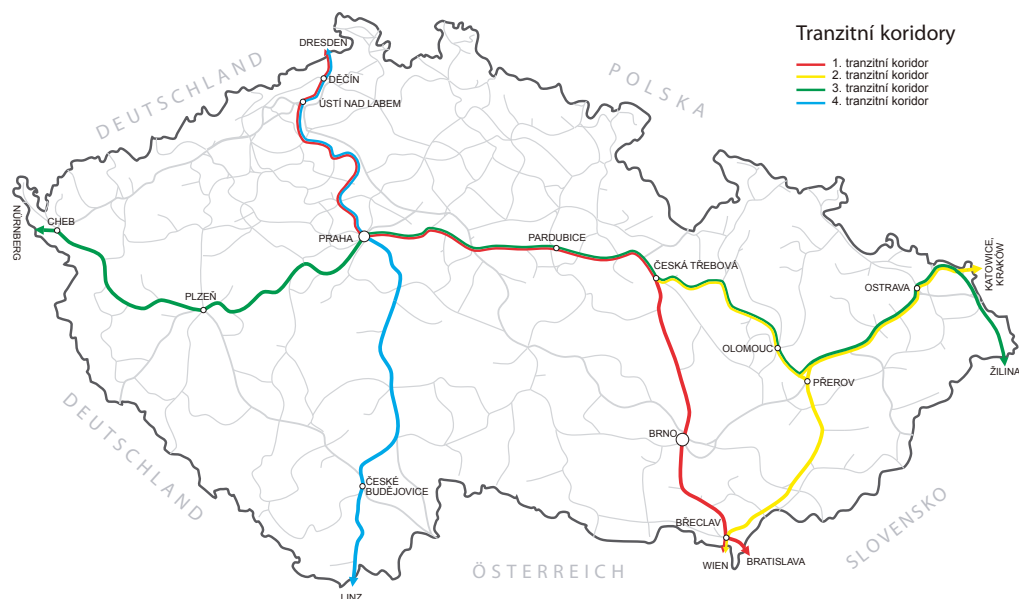 Tranzitní koridory
1. tranzitní koridor
2. tranzitní koridor
3. tranzitní koridor
4. tranzitní koridor
DRESDEN
DEUTSCHLAND
DĚČÍN
ÚSTÍ NAD LABEM
POLSKA
NÜRNBERG
CHEB
PRAHA
PARDUBICE
ČESKÁ TŘEBOVÁ
KATOWICE,
KRAKÓW
OSTRAVA
PLZEŇ
OLOMOUC
ŽILINA
PŘEROV
DEUTSCHLAND
BRNO
ČESKÉ
BUDĚJOVICE
BŘECLAV
SLOVENSKO
WIEN
BRATISLAVA
ÖSTERREICH
LINZ